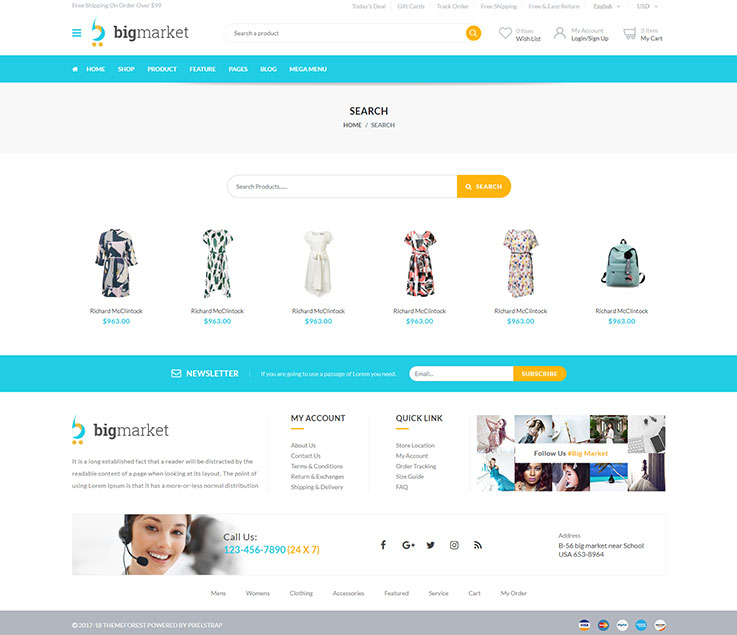 Free Shipping On Order Over $99
Today's Deal Gift Cards Track Order Free Shipping Free & Easy Return English USD
bigmarket
Search a product
0 Item
Wish List
My Account
Login/Sign Up
3 Item
My Cart
HOME SHOP PRODUCT FEATURE PAGES BLOG MEGA MENU
SEARCH
HOME / SEARCH
Search Products......
SEARCH
Richard McClintock Richard McClintock Richard McClintock Richard McClintock Richard McClintock Richard McClintock
$963.00 $963.00 $963.00 $963.00 $963.00 $963.00
NEWSLETTER
If you are going to use a passage of Lorem you need.
Email...
SUBSCRIBE
bigmarket
It is a long established fact that a reader will be distracted by the
readable content of a page when looking at its layout. The point of
using Lorem Ipsum is that it has a more-or-less normal distribution
MY ACCOUNT
About Us
Contact Us
Terms & Conditions
Return & Exchanges
Shipping & Delivery
QUICK LINK
Store Location
My Account
Order Tracking
Size Guide
FAQ
Follow Us #Big Market
Call Us:
123-456-7890 (24 X 7)
Address
B-56 big market near School
USA 653-8964
Mens Womens Clothing Accessories Featured Service Cart My Order
© 2017-18 THEMEFOREST POWERED BY PIXELSTRAP